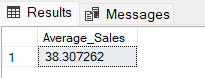 Results Messages
Average_Sales
1 38.307262